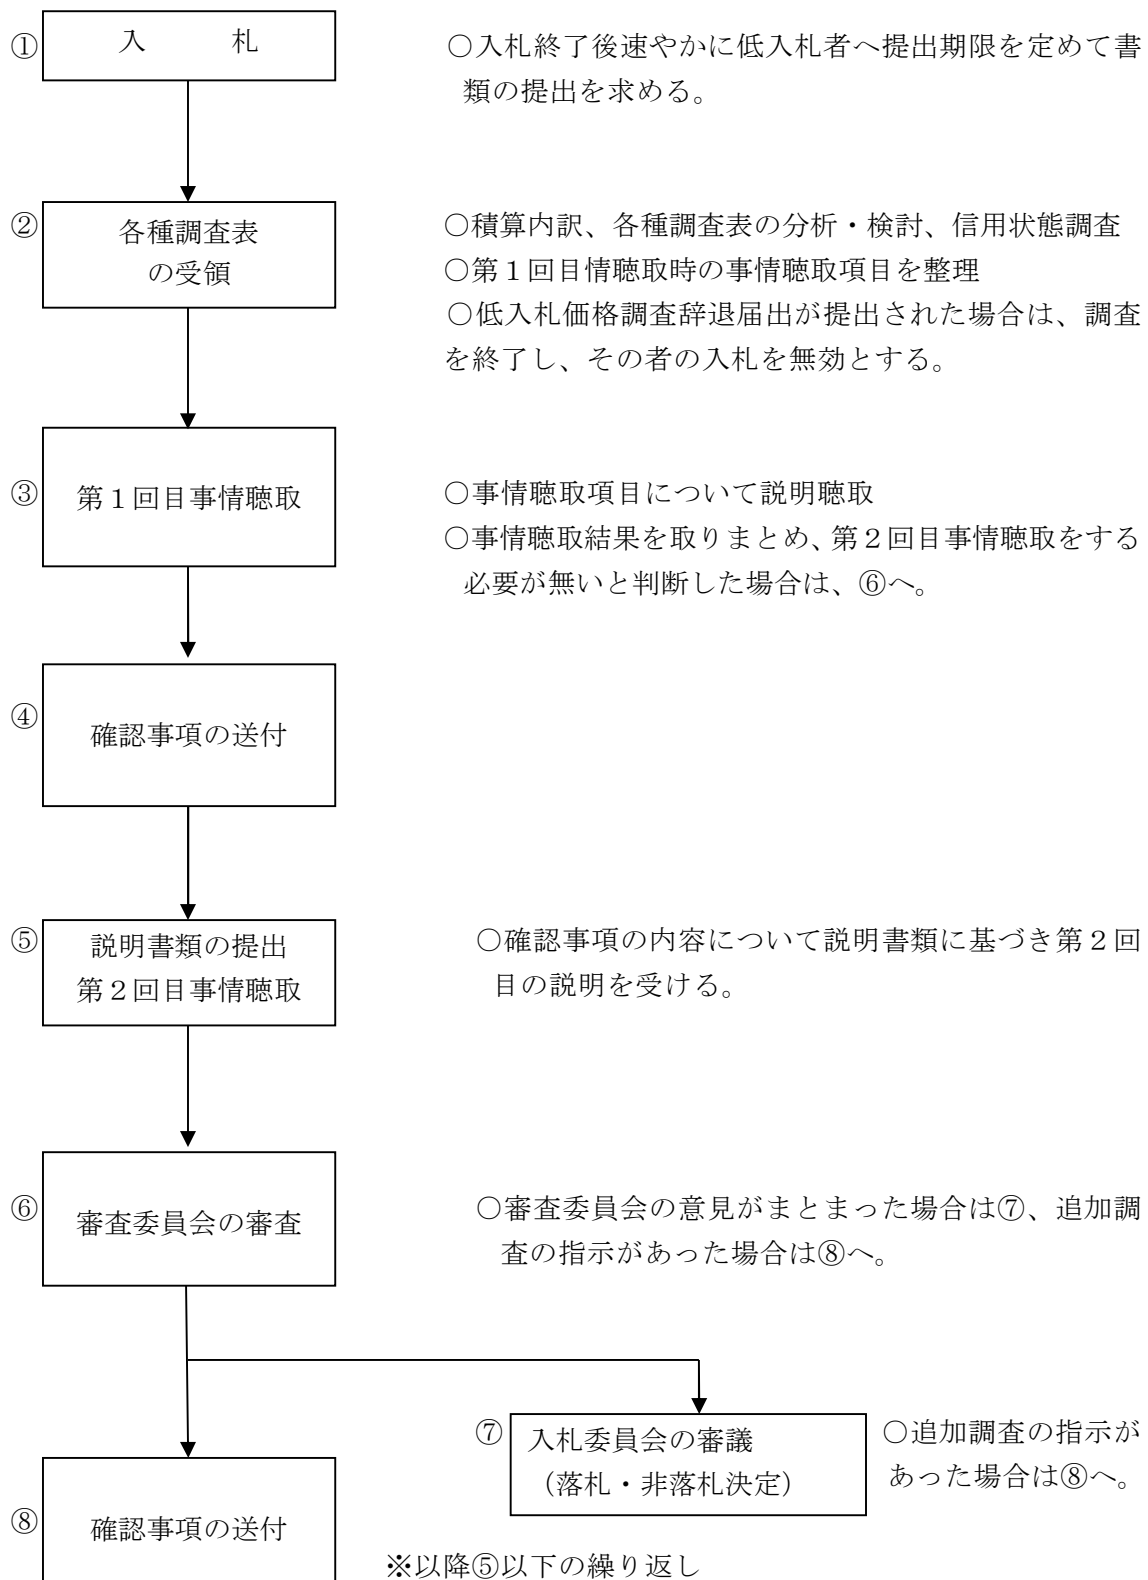 ① 入　　　札
○入札終了後速やかに低入札者へ提出期限を定めて書
類の提出を求める。
② 各種調査表
の受領
○積算内訳、各種調査表の分析・検討、信用状態調査
○第１回目情聴取時の事情聴取項目を整理
○低入札価格調査辞退届出が提出された場合は、調査
を終了し、その者の入札を無効とする。
③ 第１回目事情聴取
○事情聴取項目について説明聴取
○事情聴取結果を取りまとめ、第２回目事情聴取をする
必要が無いと判断した場合は、⑥へ。
④ 確認事項の送付
⑤ 説明書類の提出
第２回目事情聴取
○確認事項の内容について説明書類に基づき第２回
目の説明を受ける。
⑥ 審査委員会の審査
○審査委員会の意見がまとまった場合は⑦、追加調
査の指示があった場合は⑧へ。
⑦ 入札委員会の審議
（落札・非落札決定）
○追加調査の指示が
あった場合は⑧へ。
⑧ 確認事項の送付
※以降⑤以下の繰り返し